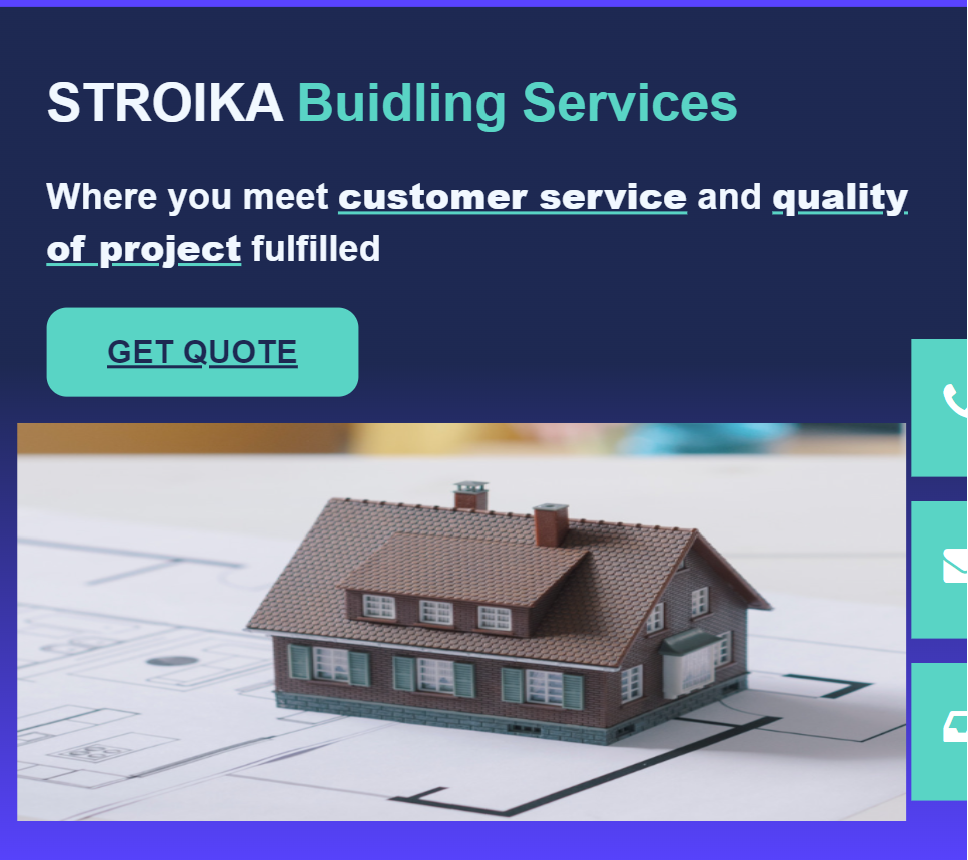 STROIKA Buidling Services
Where you meet customer service and quality
of project fulfilled
GET QUOTE